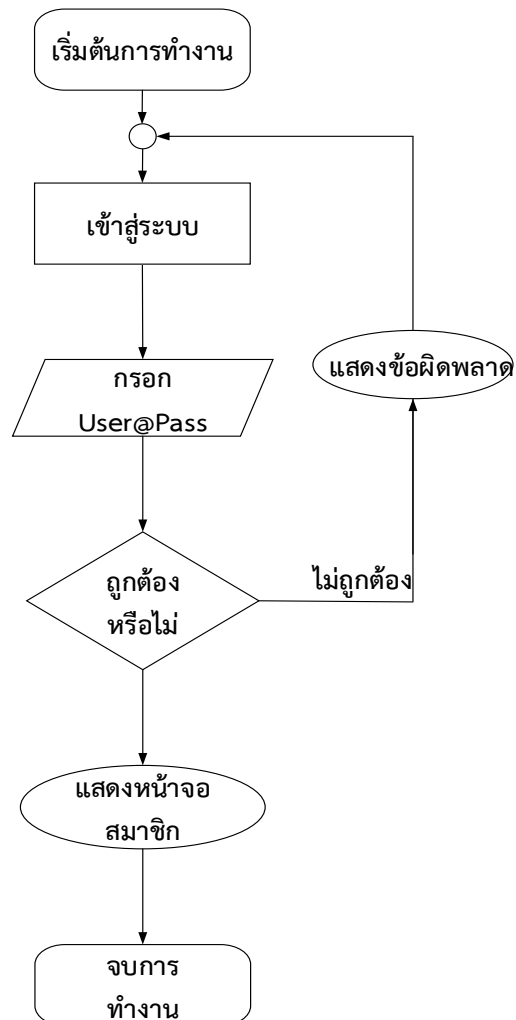 เริ่มต้นการทำงาน
เข้าสู่ระบบ
แสดงข้อผิดพลาด
กรอก
User@Pass
ไม่ถูกต้อง
ถูกต้อง
หรือไม่
แสดงหน้าจอ
สมาชิก
จบการ
ทำงาน